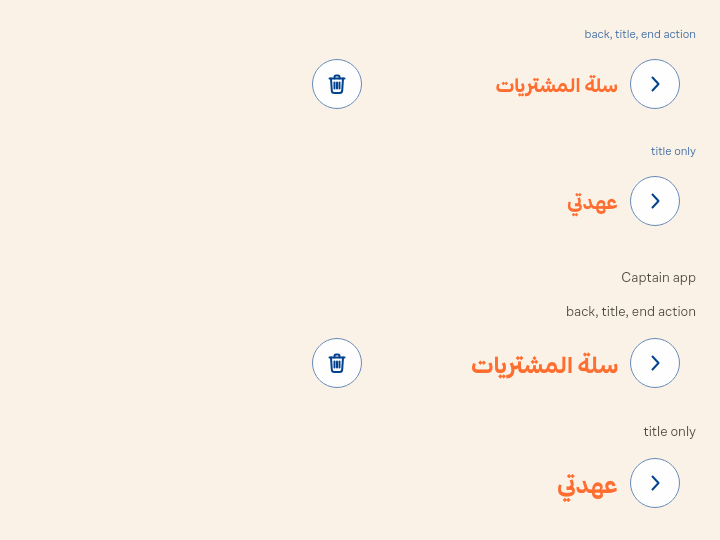 back, title, end action
سلة المشتريات
title only
عهدتي
Captain app
back, title, end action
سلة المشتريات
title only
عهدتي